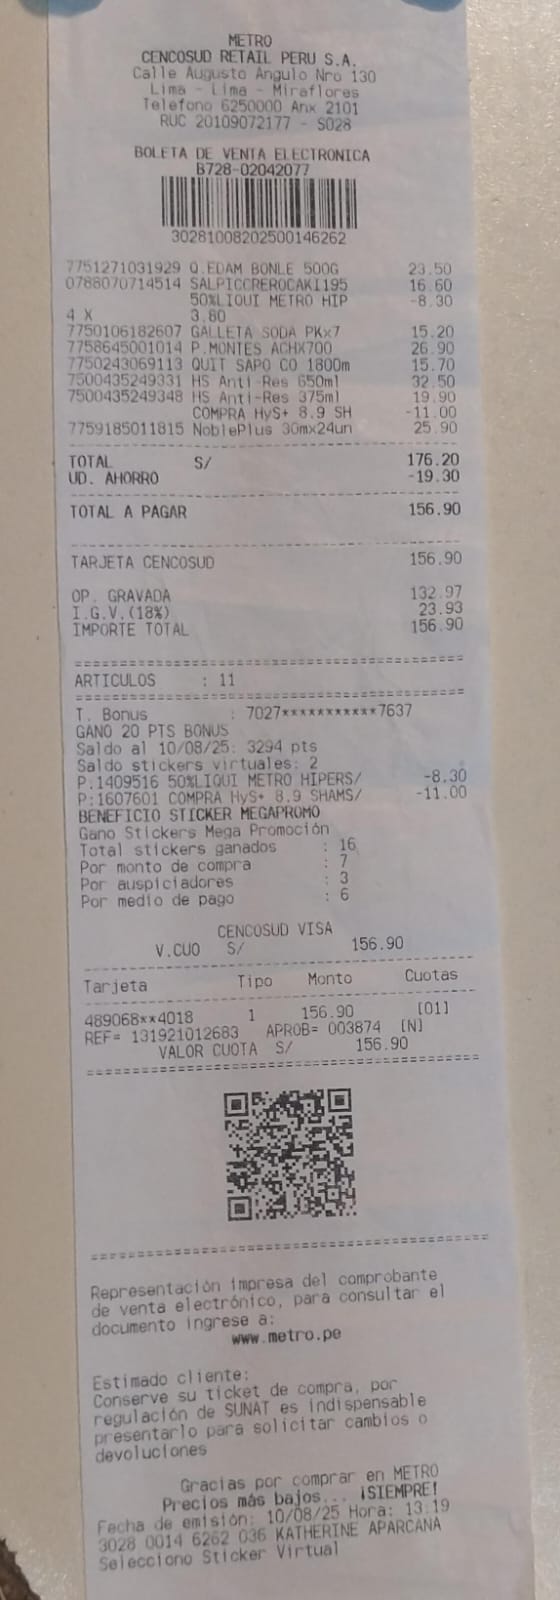 METRO
CENCOSUD RETAIL PERU S.A.
Calle Augusto Angulo Nro 130
Lima - Lima - Miraflores
Telefono 6250000 Anx 2101
RUC 20109072177 - S028
BOLETA DE VENTA ELECTRONICA
B728-02042077
30281008202500146262
7751271031929 Q.EDAM BONLE 500G 23.50
0788070714514 SALPICCREROCAKI195 16.60
50%LIQUI METRO HIP -8.30
4 X 3.80
7750106182607 GALLETA SODA PKx7 15.20
7758645001014 P.MONTES ACHX700 26.90
7750243069113 QUIT SAPO CO 1800m 15.70
7500435249331 HS Anti-Res 650ml 32.50
7500435249348 HS Anti-Res 375ml 19.90
COMPRA HyS+ 8.9 SH -11.00
7759185011815 NoblePlus 30mx24un 25.90
TOTAL S/ 176.20
UD. AHORRO -19.30
TOTAL A PAGAR 156.90
TARJETA CENCOSUD 156.90
OP. GRAVADA 132.97
I.G.V.(18%) 23.93
IMPORTE TOTAL 156.90
ARTICULOS : 11
T. Bonus : 7027***********7637
GANO 20 PTS BONUS
Saldo al 10/08/25: 3294 pts
Saldo stickers virtuales: 2
P.1409516 50%LIQUI METRO HIPERS/ -8.30
P:1607601 COMPRA HyS+ 8.9 SHAMS/ -11.00
BENEFICIO STICKER MEGAPROMO
Gano Stickers Mega Promoción
Total stickers ganados : 16
Por monto de compra : 7
Por auspiciadores : 3
Por medio de pago : 6
CENCOSUD VISA
V.CUO S/ 156.90
Tarjeta Tipo Monto Cuotas
489068**4018 1 156.90 [01]
REF= 131921012683 APROB= 003874 [N]
VALOR CUOTA S/ 156.90
Representación impresa del comprobante
de venta electrónico, para consultar el
documento ingrese a:
www.metro.pe
Estimado cliente:
Conserve su ticket de compra, por
regulación de SUNAT es indispensable
presentarlo para solicitar cambios o
devoluciones
Gracias por comprar en METRO
Precios más bajos... ¡SIEMPRE!
Fecha de emisión: 10/08/25 Hora: 13:19
3028 0014 6262 036 KATHERINE APARCANA
Selecciono Sticker Virtual